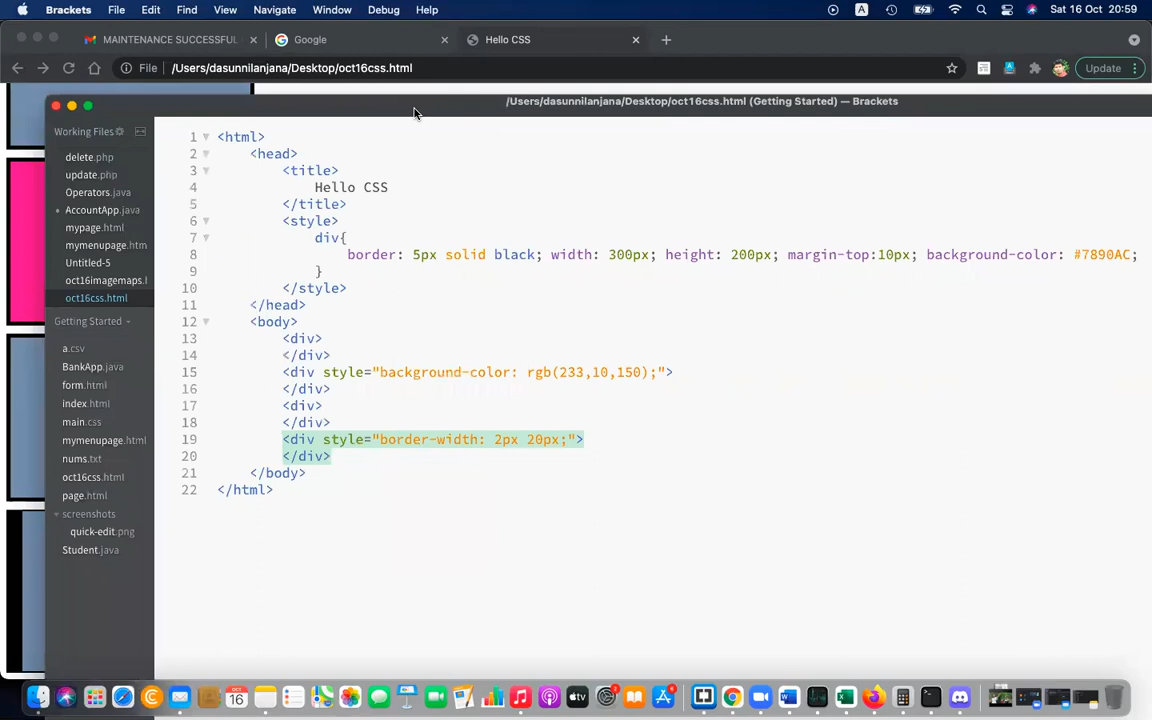 Brackets File Edit Find View Navigate Window Debug Help A Sat 16 Oct 20:59
MAINTENANCE SUCCESSFUL Google Hello CSS
File /Users/dasunnilanjana/Desktop/oct16css.html Update
/Users/dasunnilanjana/Desktop/oct16css.html (Getting Started) — Brackets
Working Files
delete.php
update.php
Operators.java
AccountApp.java
mypage.html
mymenupage.htm
Untitled-5
oct16imagemaps.l
oct16css.html
Getting Started
a.csv
BankApp.java
form.html
index.html
main.css
mymenupage.html
nums.txt
oct16css.html
page.html
screenshots
quick-edit.png
Student.java
1 <html>
2 <head>
3 <title>
4 Hello CSS
5 </title>
6 <style>
7 div{
8 border: 5px solid black; width: 300px; height: 200px; margin-top:10px; background-color: #7890AC;
9 }
10 </style>
11 </head>
12 <body>
13 <div>
14 </div>
15 <div style="background-color: rgb(233,10,150);">
16 </div>
17 <div>
18 </div>
19 <div style="border-width: 2px 20px;">
20 </div>
21 </body>
22 </html>
OCT
16
tv